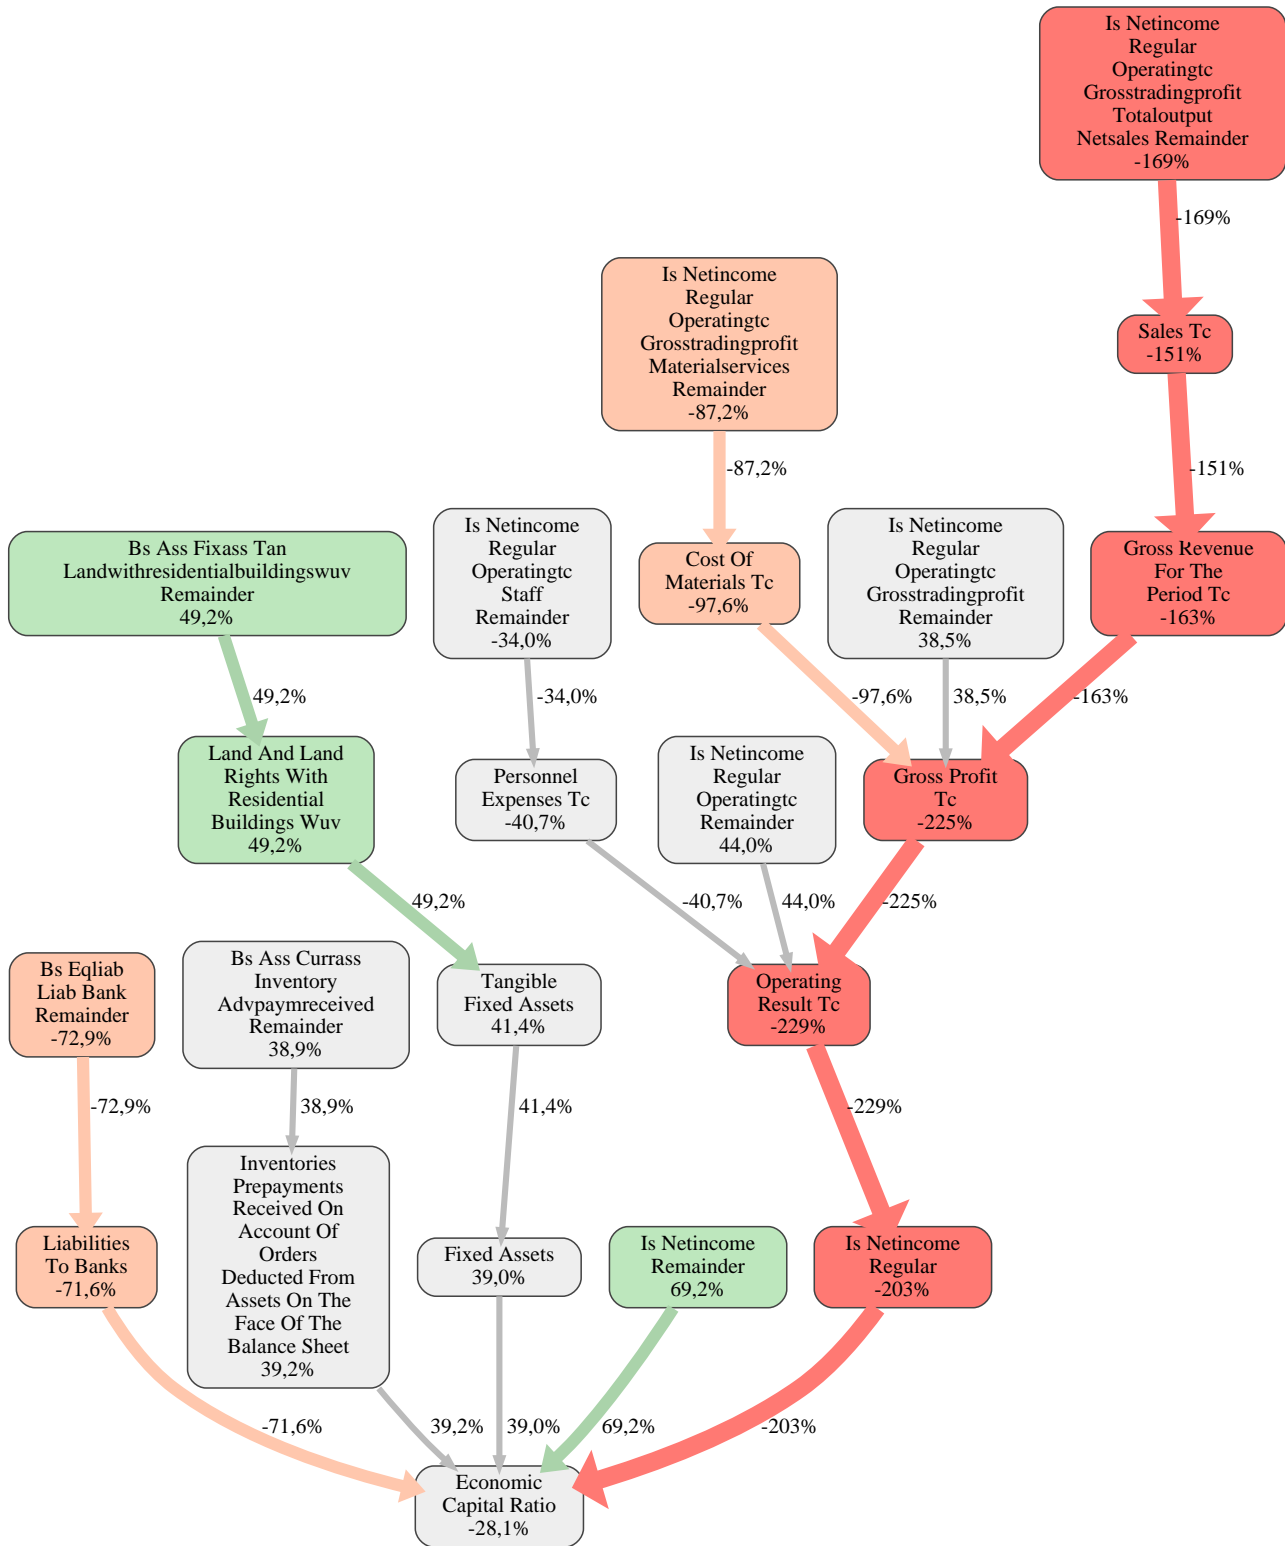 Is Netincome
Regular
Operatingtc
Grosstradingprofit
Totaloutput
Netsales Remainder
-169%
-169%
Sales Tc
-151%
-151%
Is Netincome
Regular
Operatingtc
Grosstradingprofit
Materialservices
Remainder
-87,2%
-87,2%
Bs Ass Fixass Tan
Landwithresidentialbuildingswuv
Remainder
49,2%
Is Netincome
Regular
Operatingtc
Staff
Remainder
-34,0%
Cost Of
Materials Tc
-97,6%
Is Netincome
Regular
Operatingtc
Grosstradingprofit
Remainder
38,5%
Gross Revenue
For The
Period Tc
-163%
49,2%
-34,0%
-97,6%
38,5%
-163%
Land And Land
Rights With
Residential
Buildings Wuv
49,2%
Personnel
Expenses Tc
-40,7%
Is Netincome
Regular
Operatingtc
Remainder
44,0%
Gross Profit
Tc
-225%
49,2%
-40,7%
44,0%
-225%
Bs Eqliab
Liab Bank
Remainder
-72,9%
Bs Ass Currass
Inventory
Advpaymreceived
Remainder
38,9%
Tangible
Fixed Assets
41,4%
Operating
Result Tc
-229%
-72,9%
38,9%
41,4%
-229%
Liabilities
To Banks
-71,6%
Inventories
Prepayments
Received On
Account Of
Orders
Deducted From
Assets On The
Face Of The
Balance Sheet
39,2%
Fixed Assets
39,0%
Is Netincome
Remainder
69,2%
Is Netincome
Regular
-203%
-71,6%
39,2%
39,0%
69,2%
-203%
Economic
Capital Ratio
-28,1%